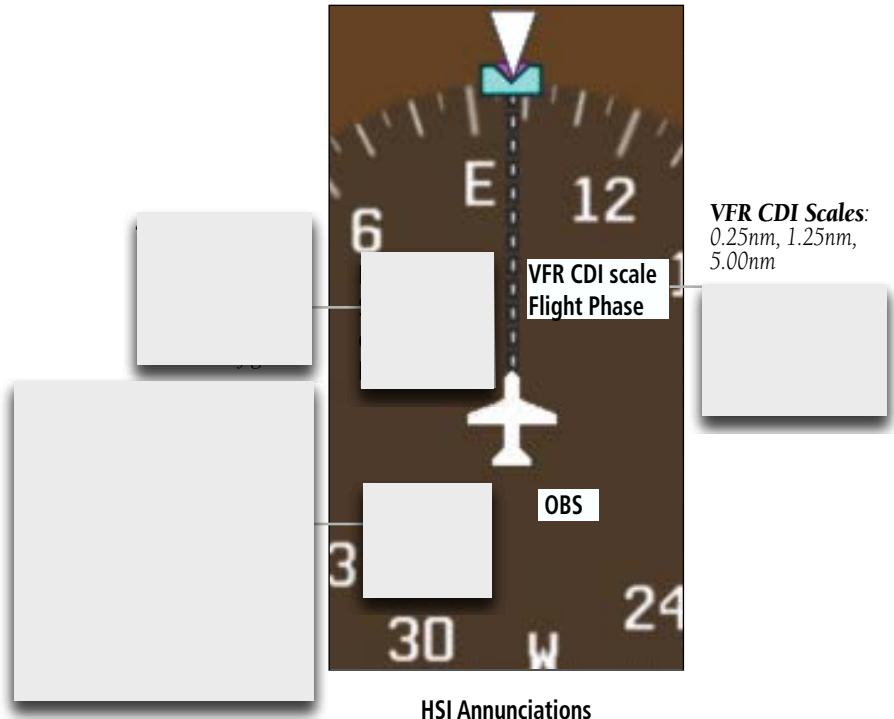 E
12
6
VFR CDI Scales:
0.25nm, 1.25nm,
5.00nm
VFR CDI scale
Flight Phase
OBS
3
30
W
24
HSI Annunciations